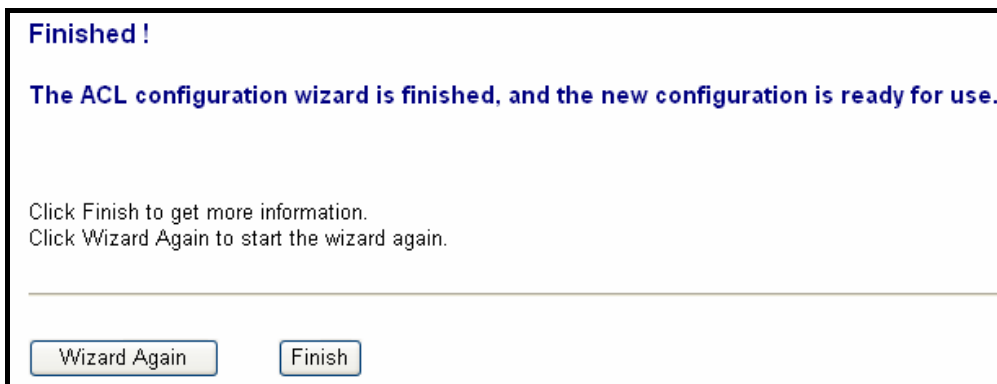 Finished !
The ACL configuration wizard is finished, and the new configuration is ready for use.
Click Finish to get more information.
Click Wizard Again to start the wizard again.
Wizard Again
Finish